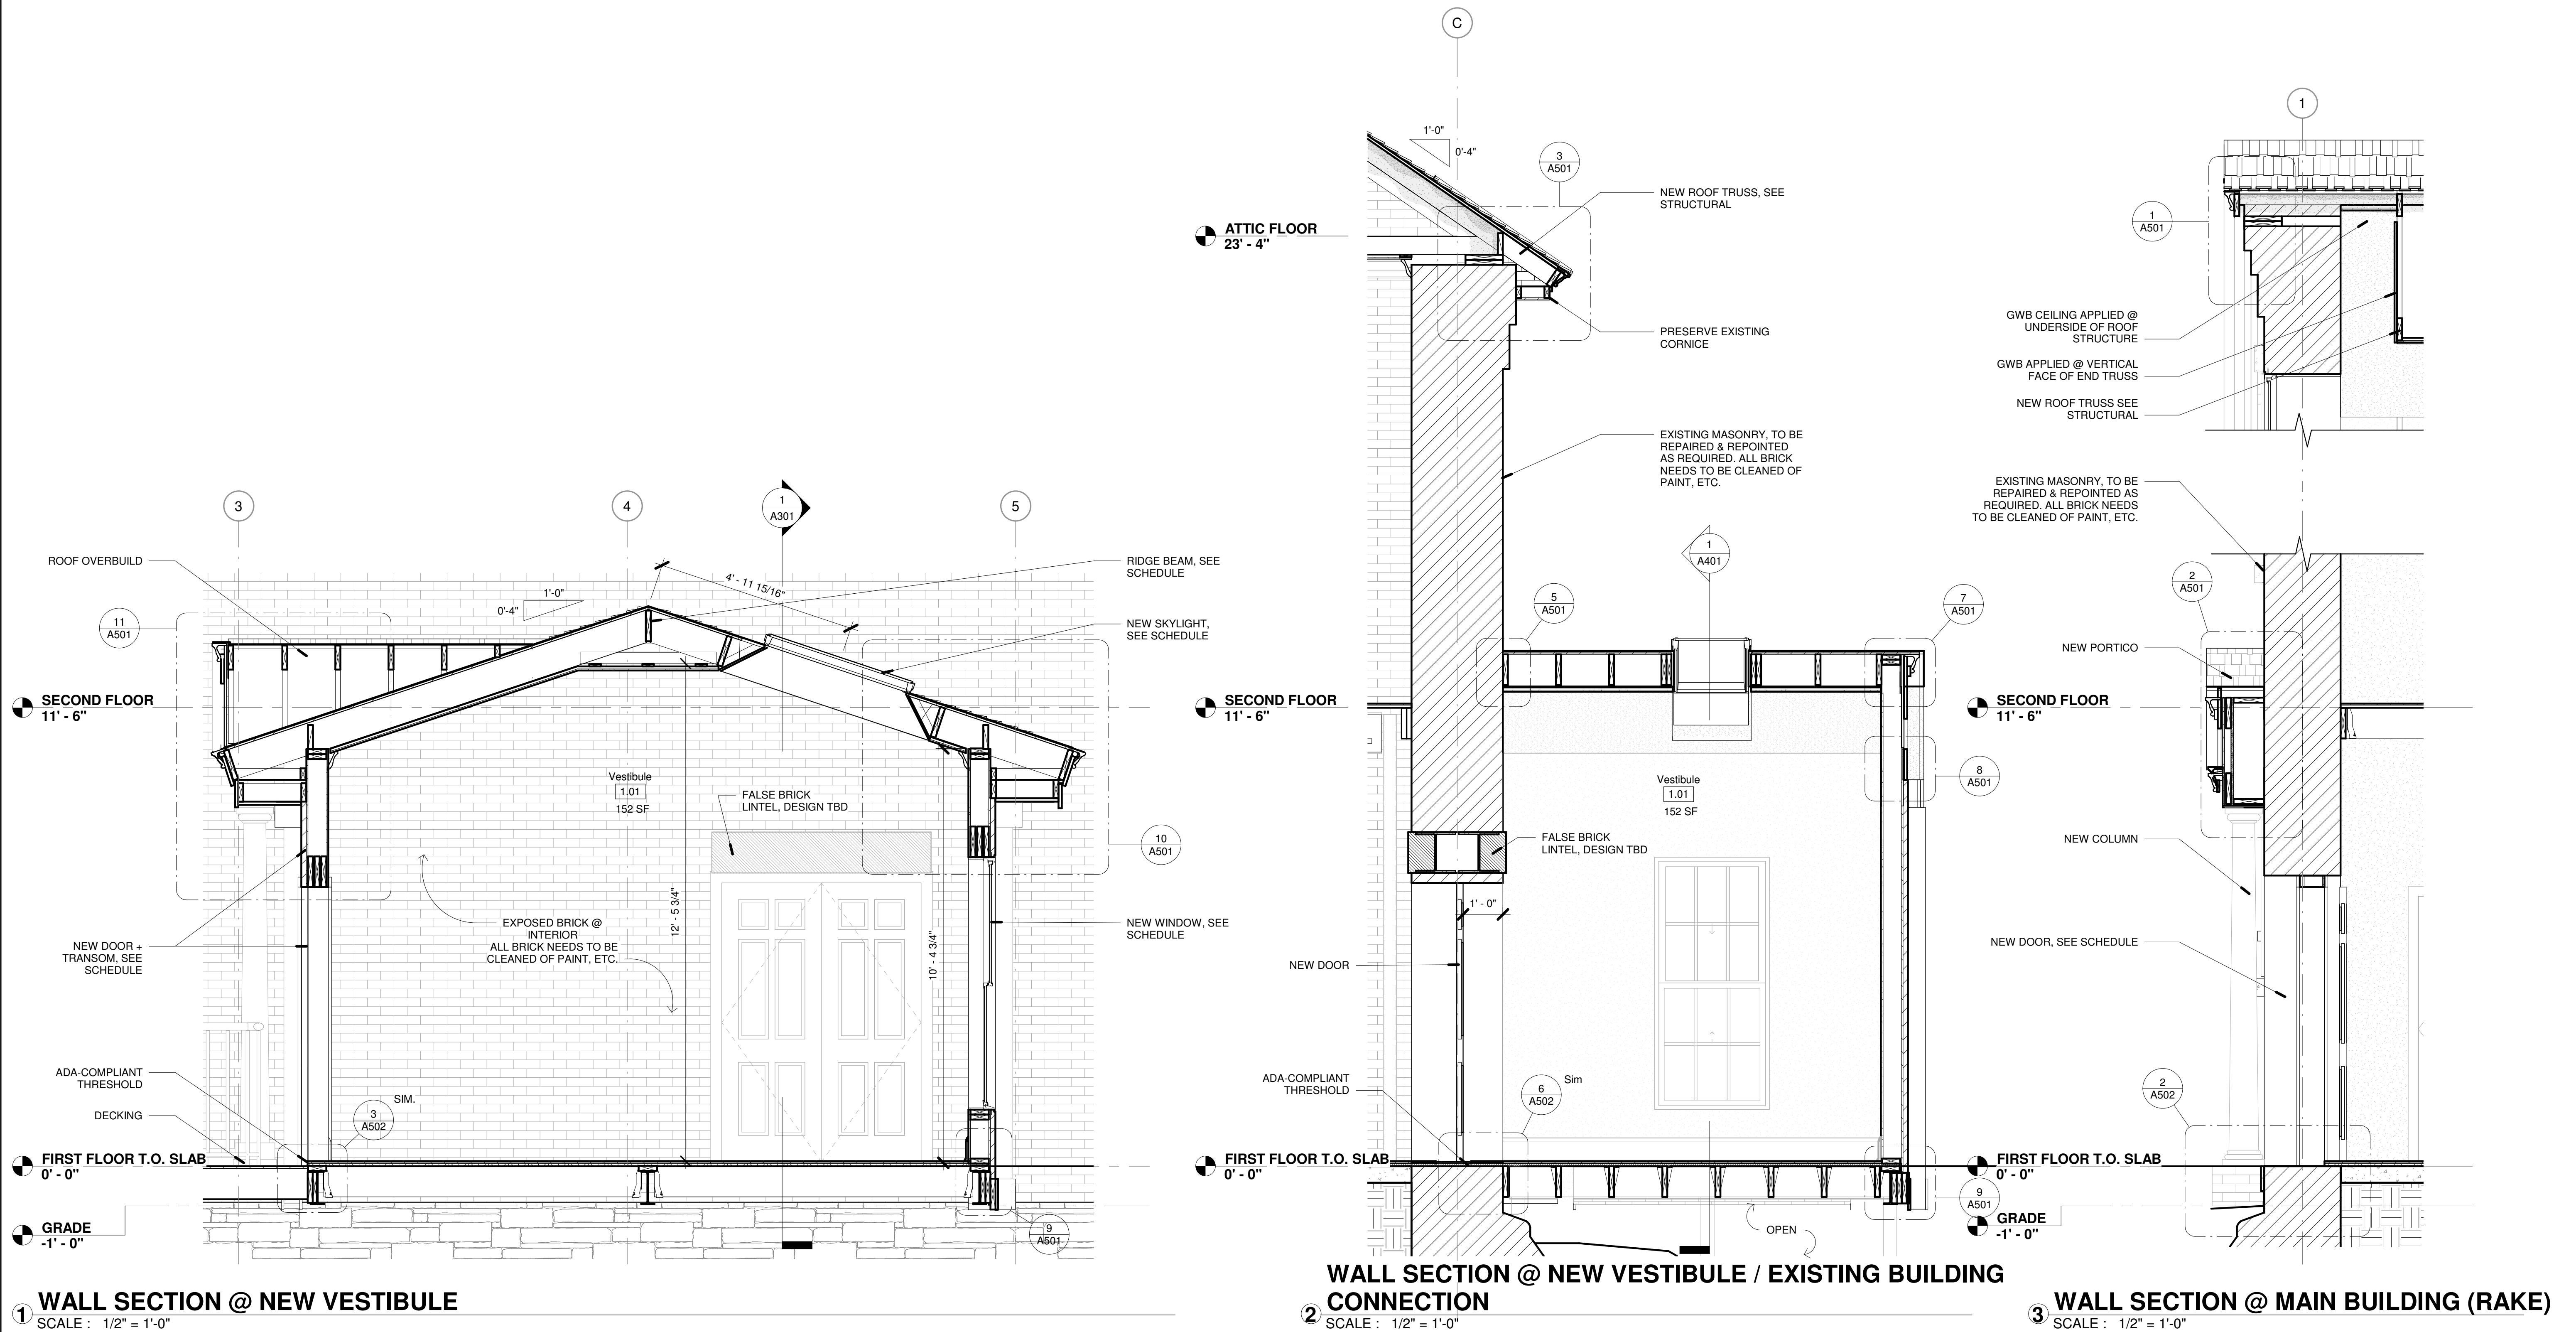 3
4
1
A301
5
ROOF OVERBUILD
11
A501
0'-4"
1'-0"
4' - 11 15/16"
RIDGE BEAM, SEE
SCHEDULE
NEW SKYLIGHT,
SEE SCHEDULE
SECOND FLOOR
11' - 6"
Vestibule
1.01
152 SF
FALSE BRICK
LINTEL, DESIGN TBD
10
A501
12' - 5 3/4"
10' - 4 3/4"
EXPOSED BRICK @
INTERIOR
ALL BRICK NEEDS TO BE
CLEANED OF PAINT, ETC.
NEW WINDOW, SEE
SCHEDULE
NEW DOOR +
TRANSOM, SEE
SCHEDULE
ADA-COMPLIANT
THRESHOLD
DECKING
SIM.
3
A502
FIRST FLOOR T.O. SLAB
0' - 0"
GRADE
-1' - 0"
9
A501
1
WALL SECTION @ NEW VESTIBULE
SCALE : 1/2" = 1'-0"
C
1'-0"
0'-4"
3
A501
NEW ROOF TRUSS, SEE
STRUCTURAL
ATTIC FLOOR
23' - 4"
PRESERVE EXISTING
CORNICE
EXISTING MASONRY, TO BE
REPAIRED & REPOINTED
AS REQUIRED. ALL BRICK
NEEDS TO BE CLEANED OF
PAINT, ETC.
1
A401
5
A501
7
A501
SECOND FLOOR
11' - 6"
8
A501
Vestibule
1.01
152 SF
FALSE BRICK
LINTEL, DESIGN TBD
1' - 0"
NEW DOOR
ADA-COMPLIANT
THRESHOLD
6
A502
Sim
FIRST FLOOR T.O. SLAB
0' - 0"
9
A501
OPEN
C
2
WALL SECTION @ NEW VESTIBULE / EXISTING BUILDING
CONNECTION
SCALE : 1/2" = 1'-0"
1
1
A501
GWB CEILING APPLIED @
UNDERSIDE OF ROOF
STRUCTURE
GWB APPLIED @ VERTICAL
FACE OF END TRUSS
NEW ROOF TRUSS SEE
STRUCTURAL
EXISTING MASONRY, TO BE
REPAIRED & REPOINTED AS
REQUIRED. ALL BRICK NEEDS
TO BE CLEANED OF PAINT, ETC.
2
A501
NEW PORTICO
SECOND FLOOR
11' - 6"
NEW COLUMN
NEW DOOR, SEE SCHEDULE
2
A502
FIRST FLOOR T.O. SLAB
0' - 0"
GRADE
-1' - 0"
3
WALL SECTION @ MAIN BUILDING (RAKE)
SCALE : 1/2" = 1'-0"